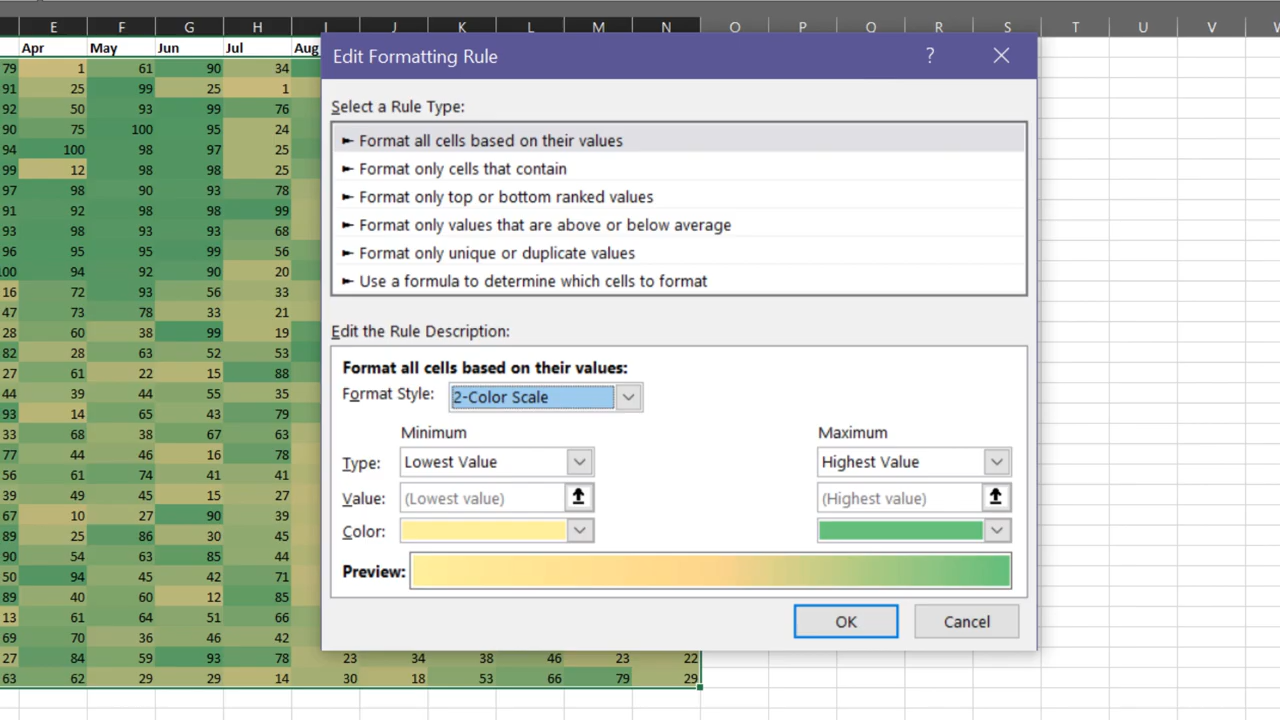 E F G H I J K L M N O P Q R S T U V W
Apr May Jun Jul Aug
Edit Formatting Rule ?
79 1 61 90 34
91 25 99 25 1
Select a Rule Type:
92 50 93 99 76
90 75 100 95 24
► Format all cells based on their values
94 100 98 97 25
99 12 98 98 25
► Format only cells that contain
97 98 90 93 78
► Format only top or bottom ranked values
91 92 98 98 99
93 98 93 93 68
► Format only values that are above or below average
96 95 95 99 56
► Format only unique or duplicate values
00 94 92 90 20
► Use a formula to determine which cells to format
16 72 93 56 33
47 73 78 33 21
28 60 38 99 19
Edit the Rule Description:
82 28 63 52 53
27 61 22 15 88
Format all cells based on their values:
44 39 44 55 35
Format Style: 2-Color Scale
93 14 65 43 79
33 68 38 67 63
Minimum Maximum
77 44 46 16 78
Type: Lowest Value Highest Value
56 61 74 41 41
39 49 45 15 27
Value: (Lowest value) (Highest value)
67 10 27 90 39
89 25 86 30 45
Color:
90 54 63 85 44
50 94 45 42 71
Preview:
89 40 60 12 85
13 61 64 51 66
OK Cancel
69 70 36 46 42
27 84 59 93 78 23 34 38 46 23 22
63 62 29 29 14 30 18 53 66 79 29